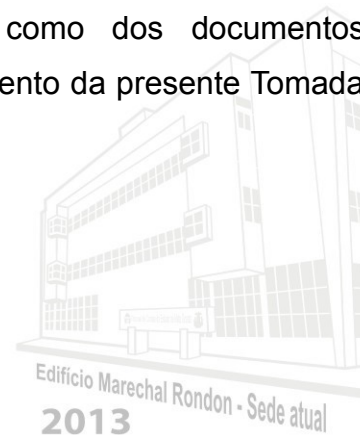 como dos documentos
ento da presente Tomada
Edifício Marechal Rondon - Sede atual
2013